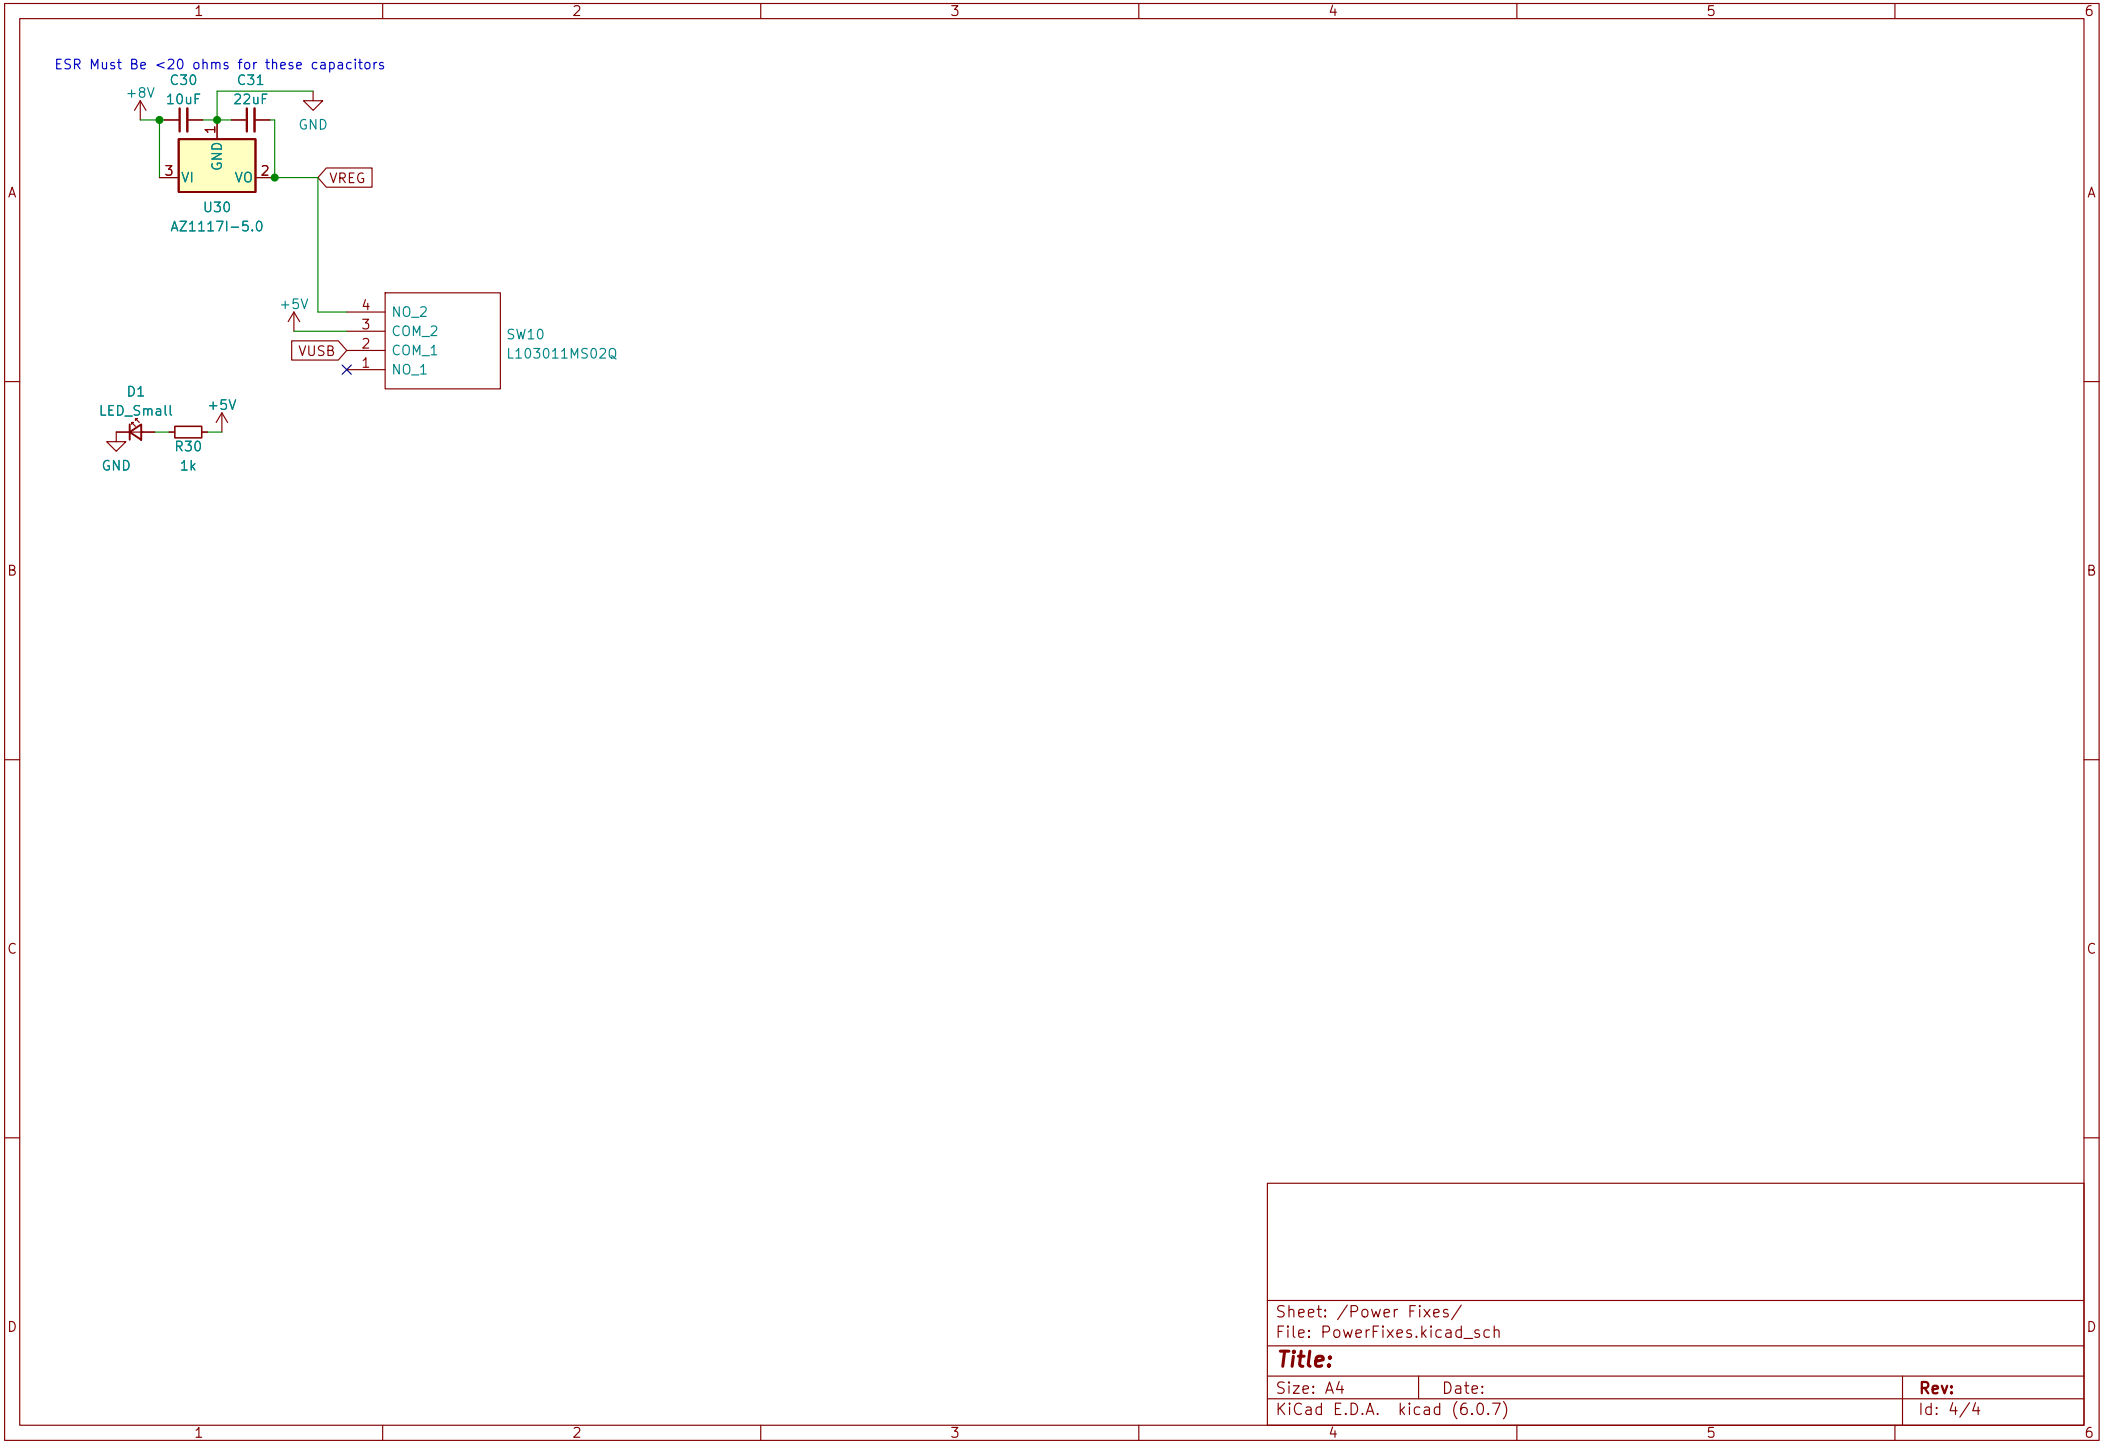 1 2 3 4 5 6
ESR Must Be <20 ohms for these capacitors
C30 C31
+8V 10uF 22uF
GND
1
GND
3 VI VO 2
VREG
A A
U30
AZ1117I-5.0
+5V
4 NO_2
3 COM_2
SW10
VUSB 2 COM_1
L103011MS02Q
1 NO_1
D1
LED_Small +5V
R30
GND 1k
B B
C C
Sheet: /Power Fixes/
D D
File: PowerFixes.kicad_sch
Title:
Size: A4 Date: Rev:
KiCad E.D.A. kicad (6.0.7) Id: 4/4
1 2 3 4 5 6